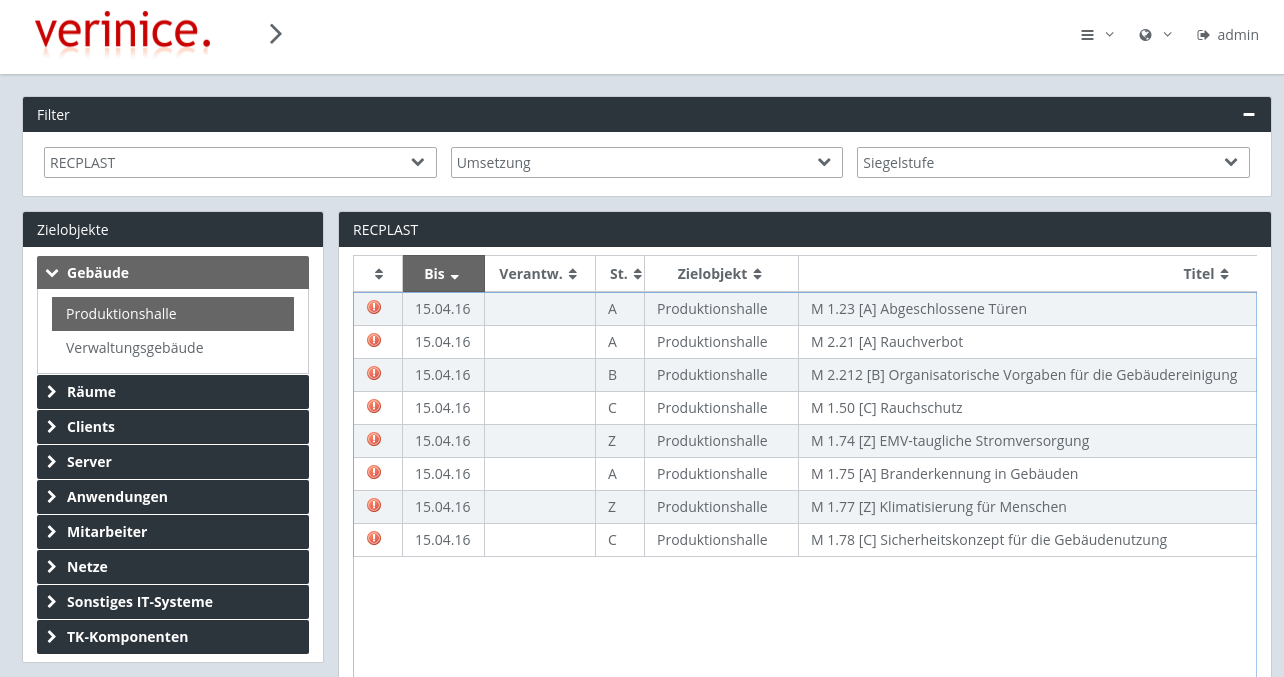 verinice.
admin
Filter
RECPLAST Umsetzung Siegelstufe
Zielobjekte
Gebäude
Produktionshalle
Verwaltungsgebäude
Räume
Clients
Server
Anwendungen
Mitarbeiter
Netze
Sonstiges IT-Systeme
TK-Komponenten
RECPLAST
Bis Verantw. St. Zielobjekt Titel
15.04.16 A Produktionshalle M 1.23 [A] Abgeschlossene Türen
15.04.16 A Produktionshalle M 2.21 [A] Rauchverbot
15.04.16 B Produktionshalle M 2.212 [B] Organisatorische Vorgaben für die Gebäudereinigung
15.04.16 C Produktionshalle M 1.50 [C] Rauchschutz
15.04.16 Z Produktionshalle M 1.74 [Z] EMV-taugliche Stromversorgung
15.04.16 A Produktionshalle M 1.75 [A] Branderkennung in Gebäuden
15.04.16 Z Produktionshalle M 1.77 [Z] Klimatisierung für Menschen
15.04.16 C Produktionshalle M 1.78 [C] Sicherheitskonzept für die Gebäudenutzung